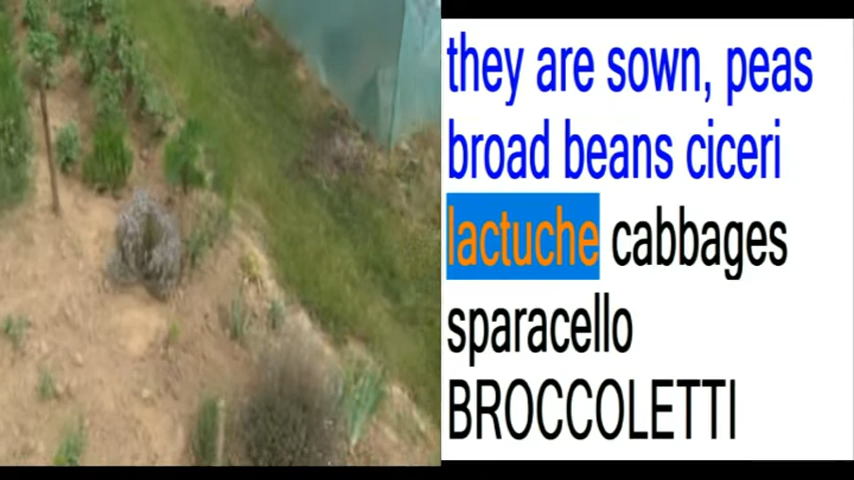 they are sown, peas
broad beans ciceri
lactuche cabbages
sparacello
BROCCOLETTI